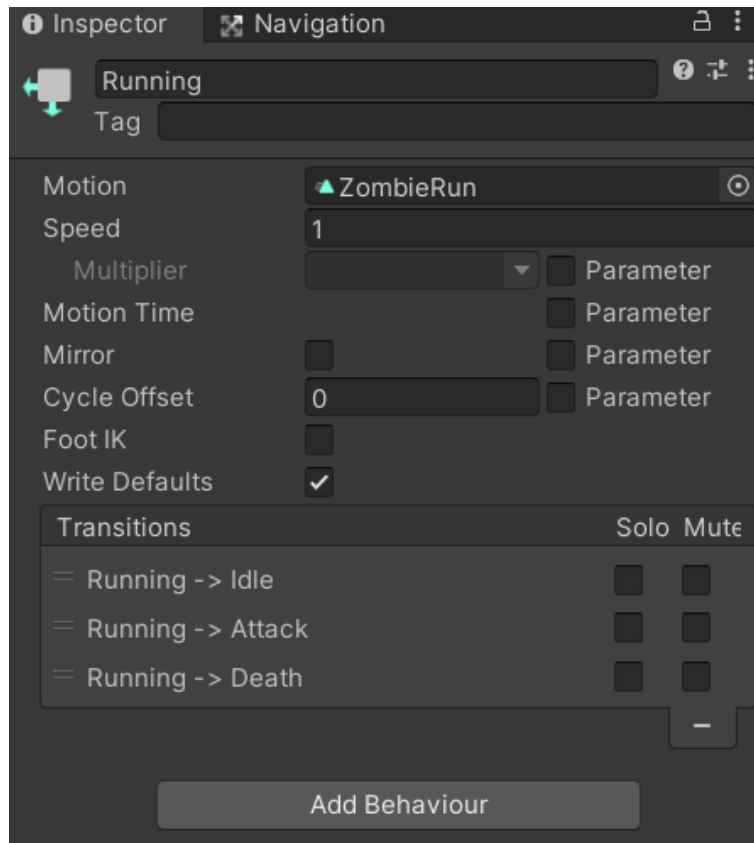 Inspector Navigation
Running
Tag
Motion ZombieRun
Speed 1
Multiplier Parameter
Motion Time Parameter
Mirror Parameter
Cycle Offset 0 Parameter
Foot IK
Write Defaults
Transitions Solo Mute
Running -> Idle
Running -> Attack
Running -> Death
Add Behaviour